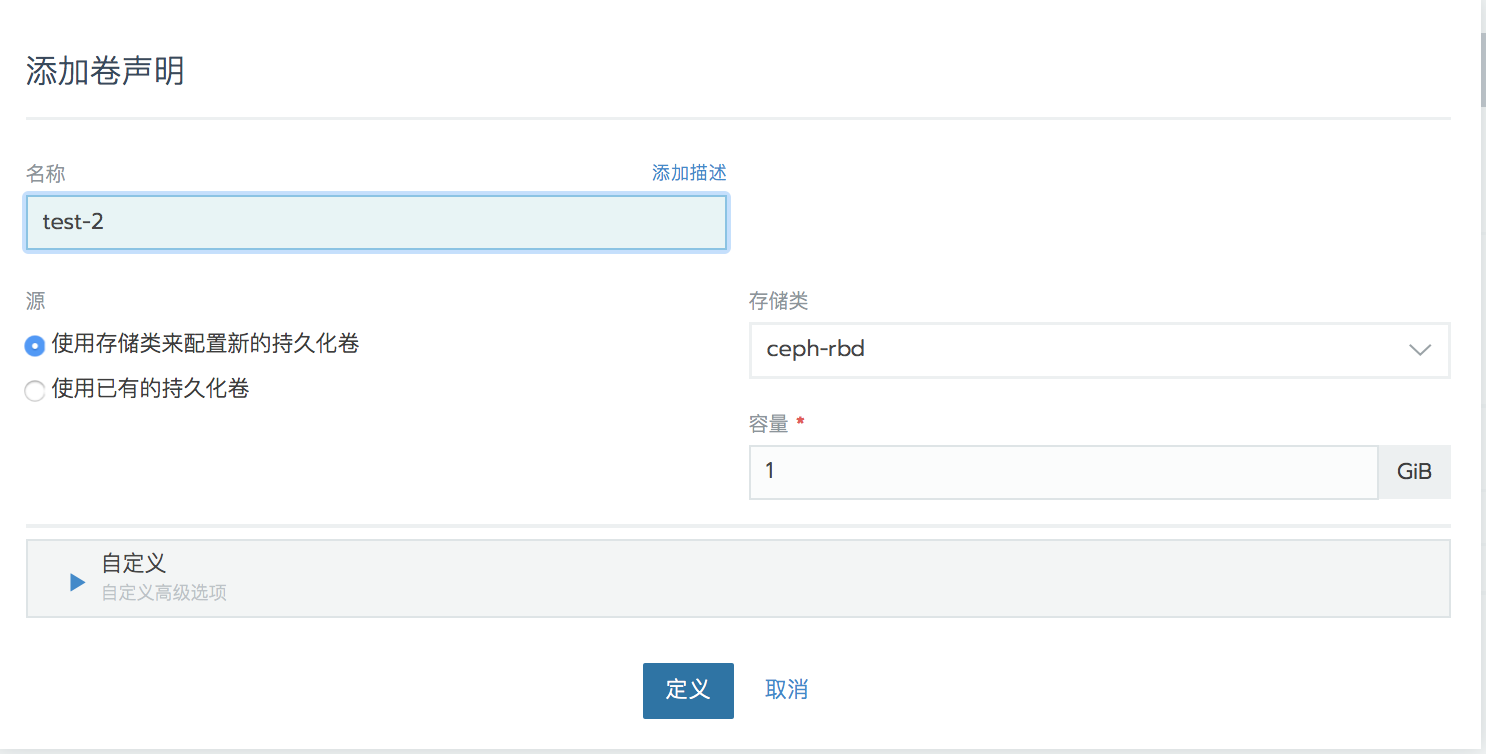 添加卷声明
名称
添加描述
test-2
源
使用存储类来配置新的持久化卷
使用已有的持久化卷
存储类
ceph-rbd
容量 *
1
GiB
自定义
自定义高级选项
定义
取消